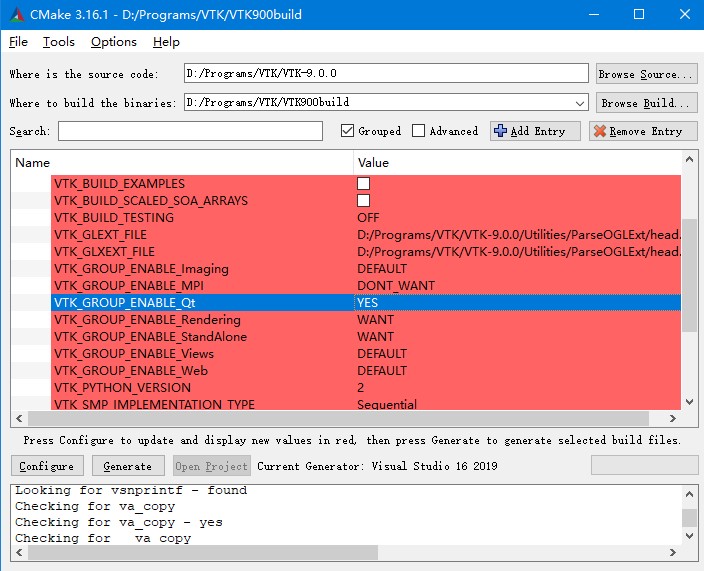 CMake 3.16.1 - D:/Programs/VTK/VTK900build
File Tools Options Help
Where is the source code: D:/Programs/VTK/VTK-9.0.0 Browse Source...
Where to build the binaries: D:/Programs/VTK/VTK900build Browse Build...
Search: Grouped Advanced Add Entry Remove Entry
Name Value
VTK_BUILD_EXAMPLES
VTK_BUILD_SCALED_SOA_ARRAYS
VTK_BUILD_TESTING OFF
VTK_GLEXT_FILE D:/Programs/VTK/VTK-9.0.0/Utilities/ParseOGLExt/head...
VTK_GLXEXT_FILE D:/Programs/VTK/VTK-9.0.0/Utilities/ParseOGLExt/head...
VTK_GROUP_ENABLE_Imaging DEFAULT
VTK_GROUP_ENABLE_MPI DONT_WANT
VTK_GROUP_ENABLE_Qt YES
VTK_GROUP_ENABLE_Rendering WANT
VTK_GROUP_ENABLE_StandAlone WANT
VTK_GROUP_ENABLE_Views DEFAULT
VTK_GROUP_ENABLE_Web DEFAULT
VTK_PYTHON_VERSION 2
VTK_SMP_IMPLEMENTATION_TYPE Sequential
Press Configure to update and display new values in red, then press Generate to generate selected build files.
Configure Generate Open Project Current Generator: Visual Studio 16 2019
Looking for vsnprintf - found
Checking for va_copy
Checking for va_copy - yes
Checking for __va_copy